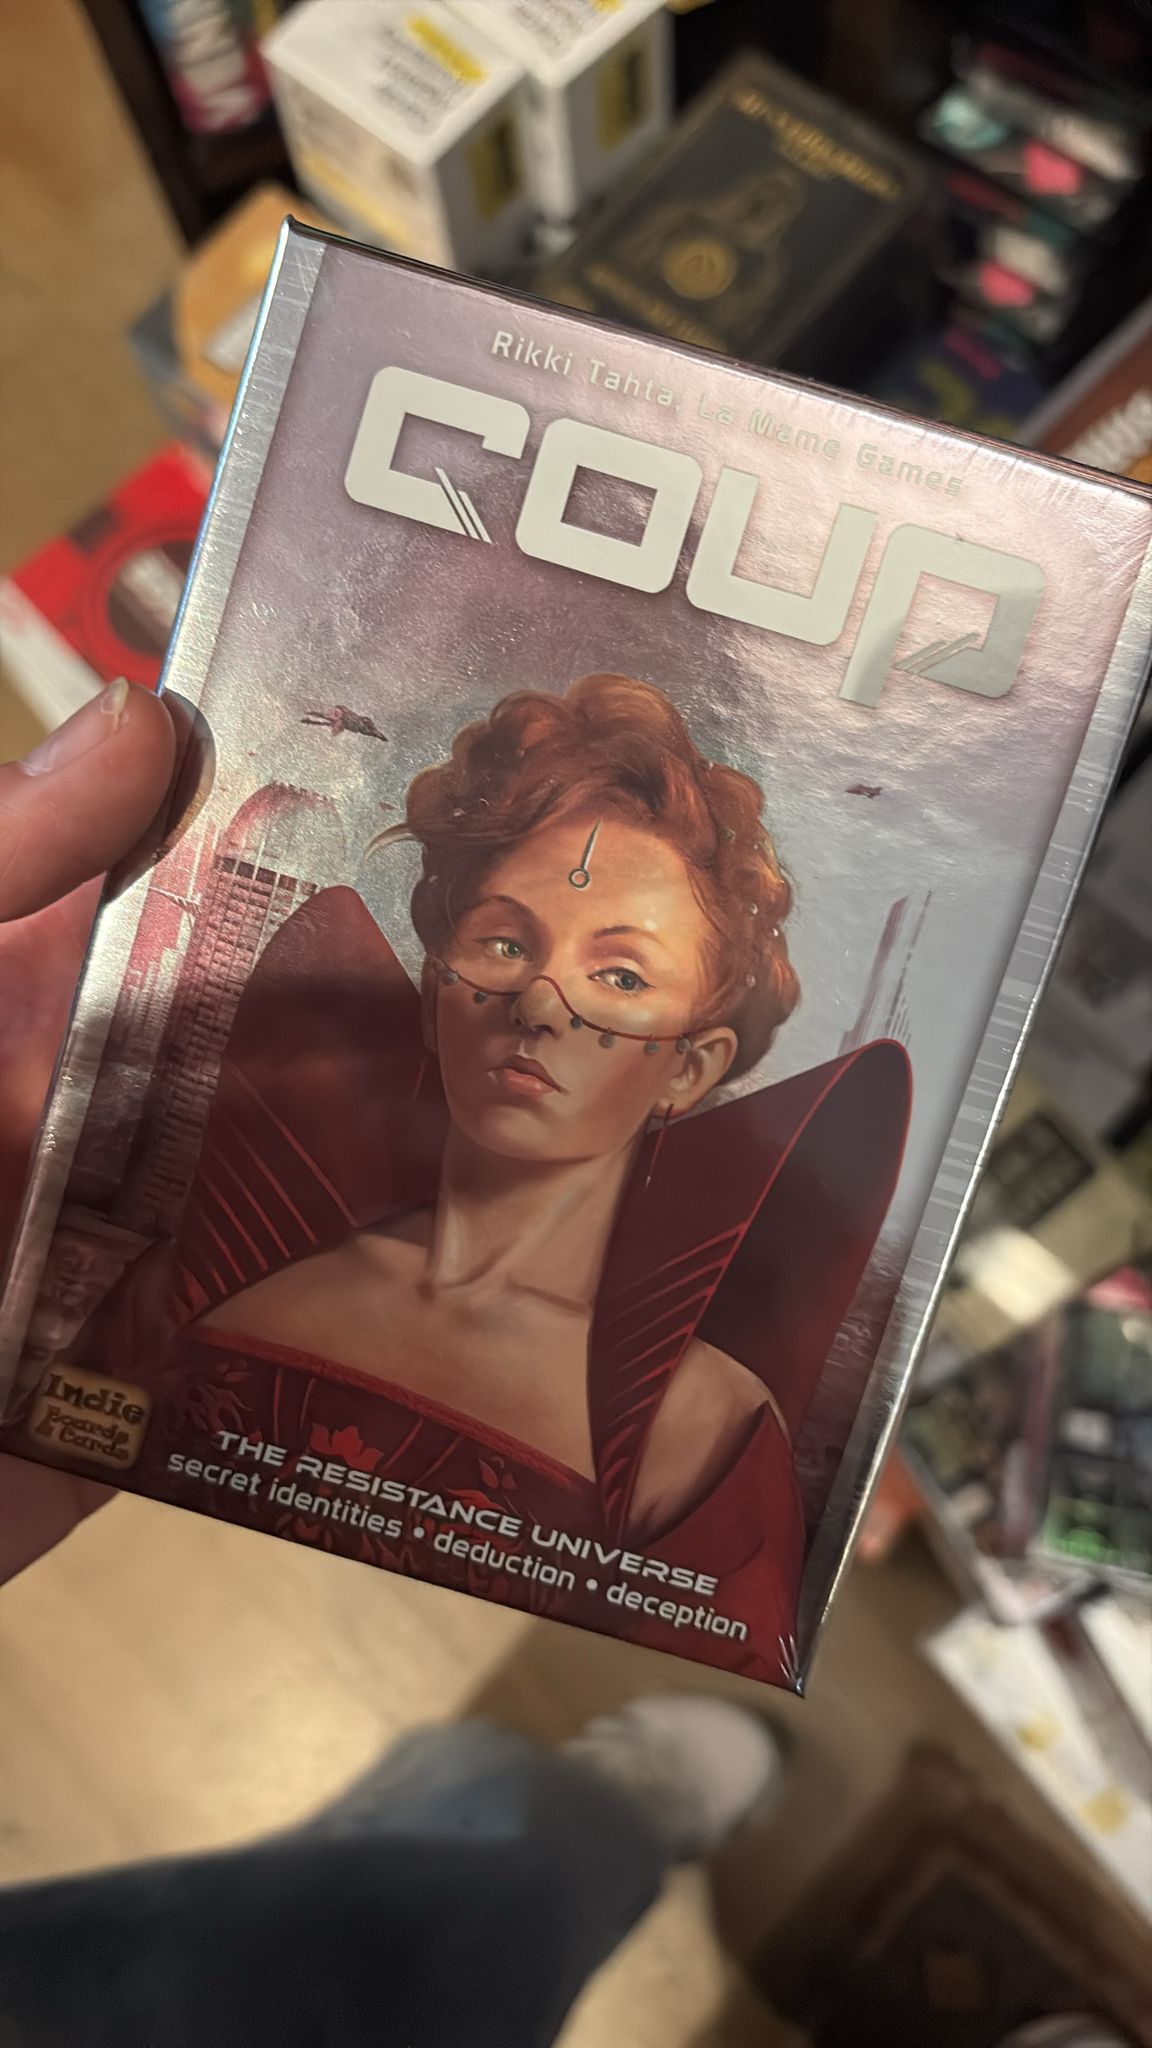 Rikki Tahta, La Mame Games
COUP
Indie
Boards
& Cards
THE RESISTANCE UNIVERSE
secret identities • deduction • deception